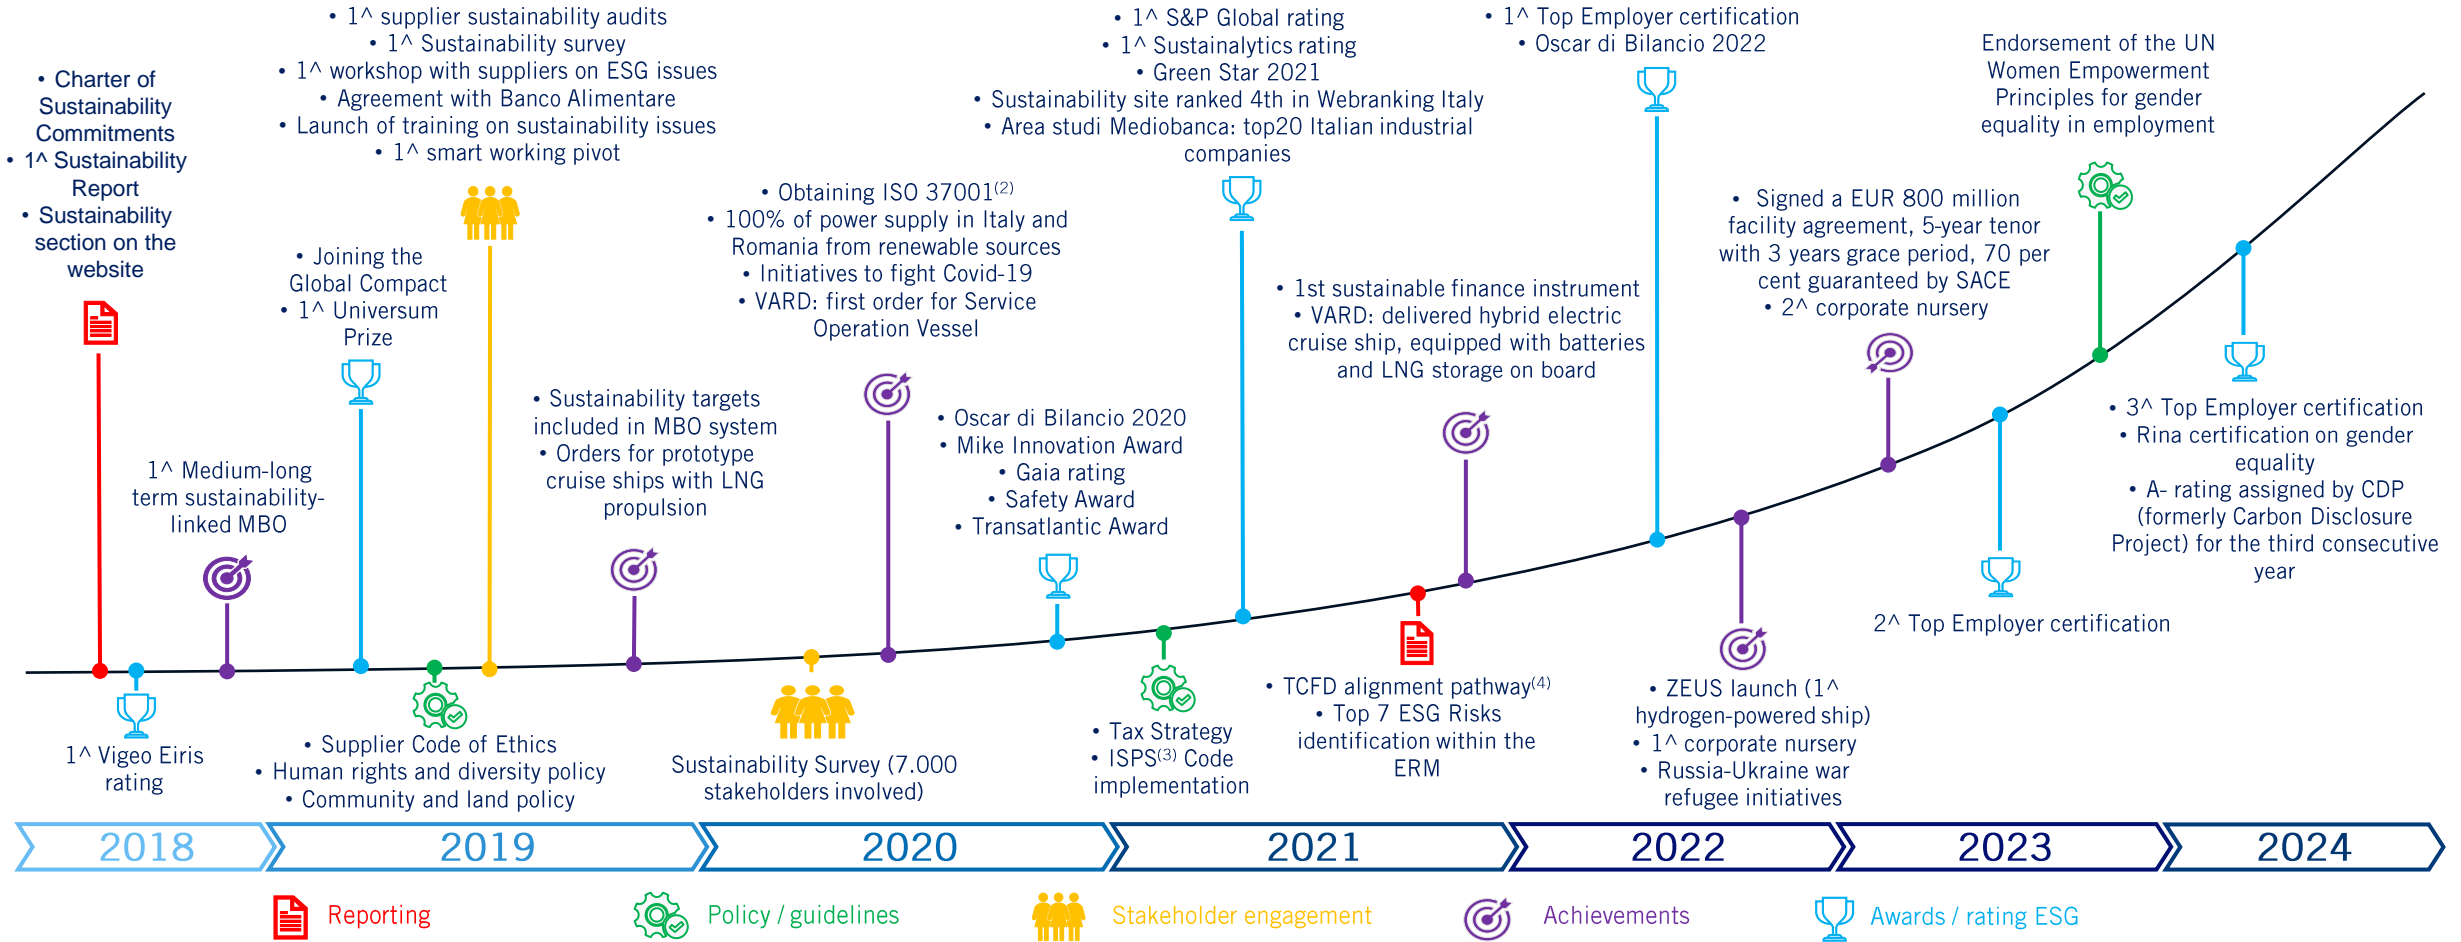 • Charter of
Sustainability
Commitments
• 1^ Sustainability
Report
• Sustainability
section on the
website
1^ Vigeo Eiris
rating
1^ Medium-long
term sustainability-
linked MBO
• Joining the
Global Compact
• 1^ Universum
Prize
• Supplier Code of Ethics
• Human rights and diversity policy
• Community and land policy
• 1^ supplier sustainability audits
• 1^ Sustainability survey
• 1^ workshop with suppliers on ESG issues
• Agreement with Banco Alimentare
• Launch of training on sustainability issues
• 1^ smart working pivot
• Sustainability targets
included in MBO system
• Orders for prototype
cruise ships with LNG
propulsion
Sustainability Survey (7.000
stakeholders involved)
• Obtaining ISO 37001(2)
• 100% of power supply in Italy and
Romania from renewable sources
• Initiatives to fight Covid-19
• VARD: first order for Service
Operation Vessel
• Oscar di Bilancio 2020
• Mike Innovation Award
• Gaia rating
• Safety Award
• Transatlantic Award
• Tax Strategy
• ISPS(3) Code
implementation
• 1^ S&P Global rating
• 1^ Sustainalytics rating
• Green Star 2021
• Sustainability site ranked 4th in Webranking Italy
• Area studi Mediobanca: top20 Italian industrial
companies
• TCFD alignment pathway(4)
• Top 7 ESG Risks
identification within the
ERM
• 1st sustainable finance instrument
• VARD: delivered hybrid electric
cruise ship, equipped with batteries
and LNG storage on board
• 1^ Top Employer certification
• Oscar di Bilancio 2022
• ZEUS launch (1^
hydrogen-powered ship)
• 1^ corporate nursery
• Russia-Ukraine war
refugee initiatives
• Signed a EUR 800 million
facility agreement, 5-year tenor
with 3 years grace period, 70 per
cent guaranteed by SACE
• 2^ corporate nursery
2^ Top Employer certification
Endorsement of the UN
Women Empowerment
Principles for gender
equality in employment
• 3^ Top Employer certification
• Rina certification on gender
equality
• A- rating assigned by CDP
(formerly Carbon Disclosure
Project) for the third consecutive
year
2018
2019
2020
2021
2022
2023
2024
Reporting
Policy / guidelines
Stakeholder engagement
Achievements
Awards / rating ESG